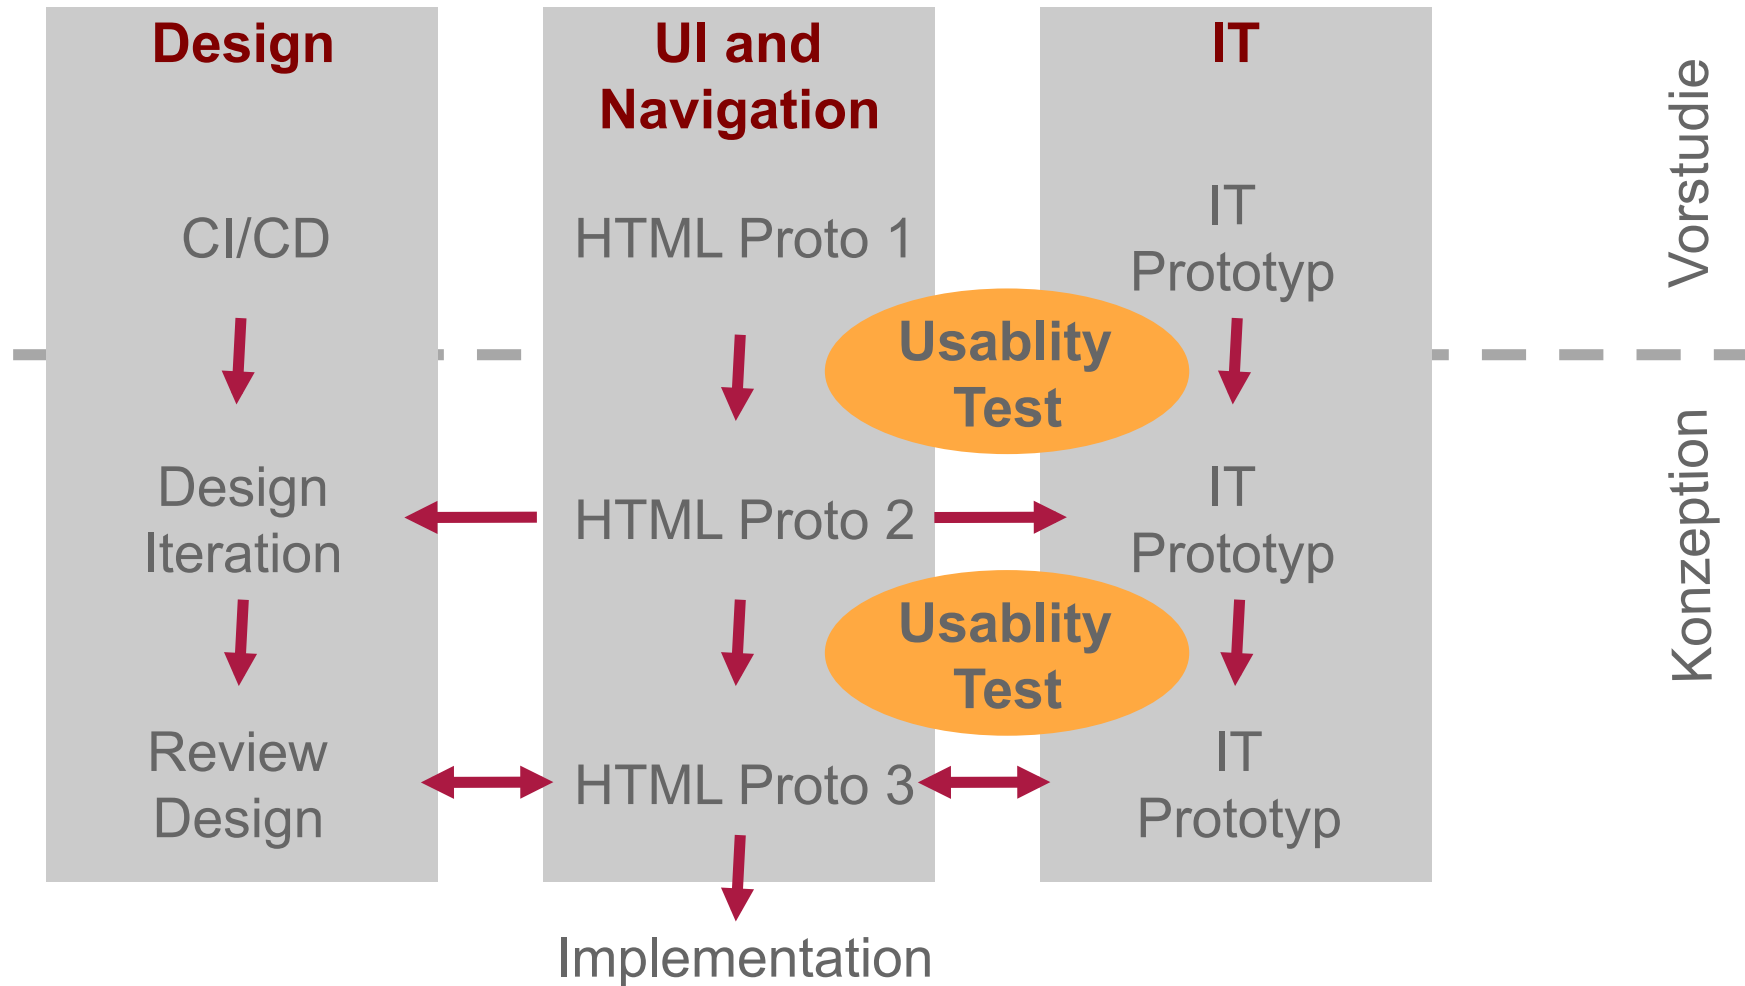 Design
UI and
Navigation
IT
Vorstudie
CI/CD
HTML Proto 1
IT
Prototyp
Usablity
Test
Konzeption
Design
Iteration
HTML Proto 2
IT
Prototyp
Usablity
Test
Review
Design
HTML Proto 3
IT
Prototyp
Implementation